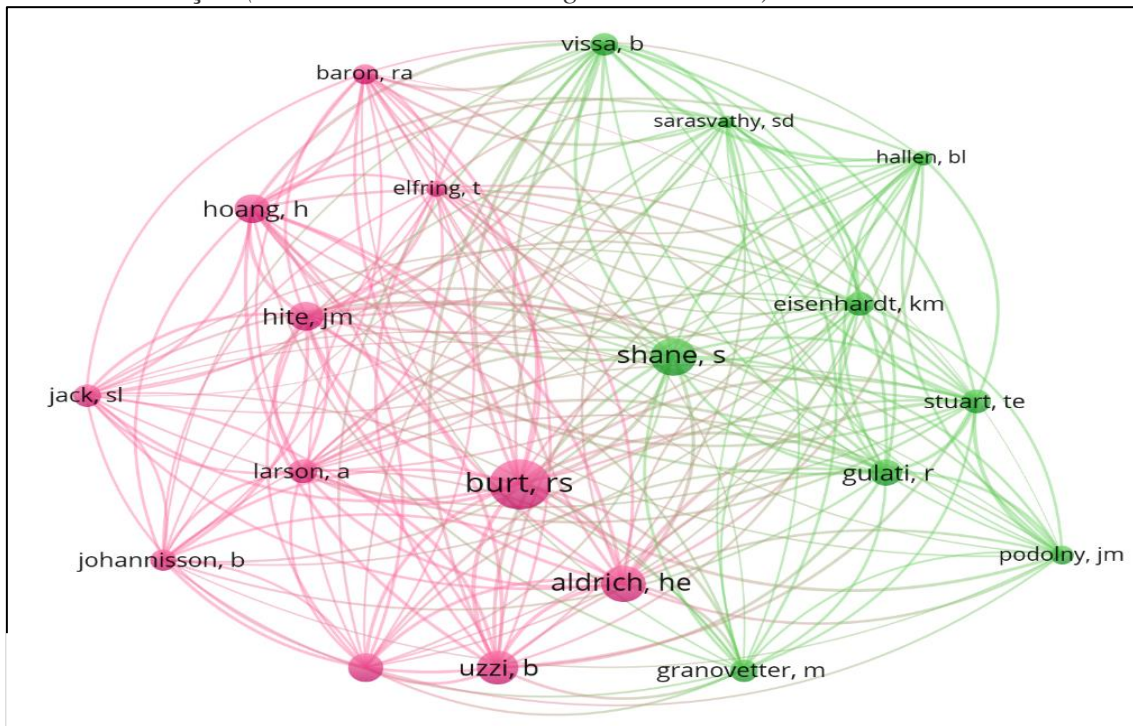 vissa, b
baron, ra
sarasvathy, sd
hallen, bl
elfring, t
hoang, h
hite, jm
eisenhardt, km
shane, s
jack, sl
stuart, te
larson, a
burt, rs
gulati, r
johannisson, b
podolny, jm
aldrich, he
uzzi, b
granovetter, m